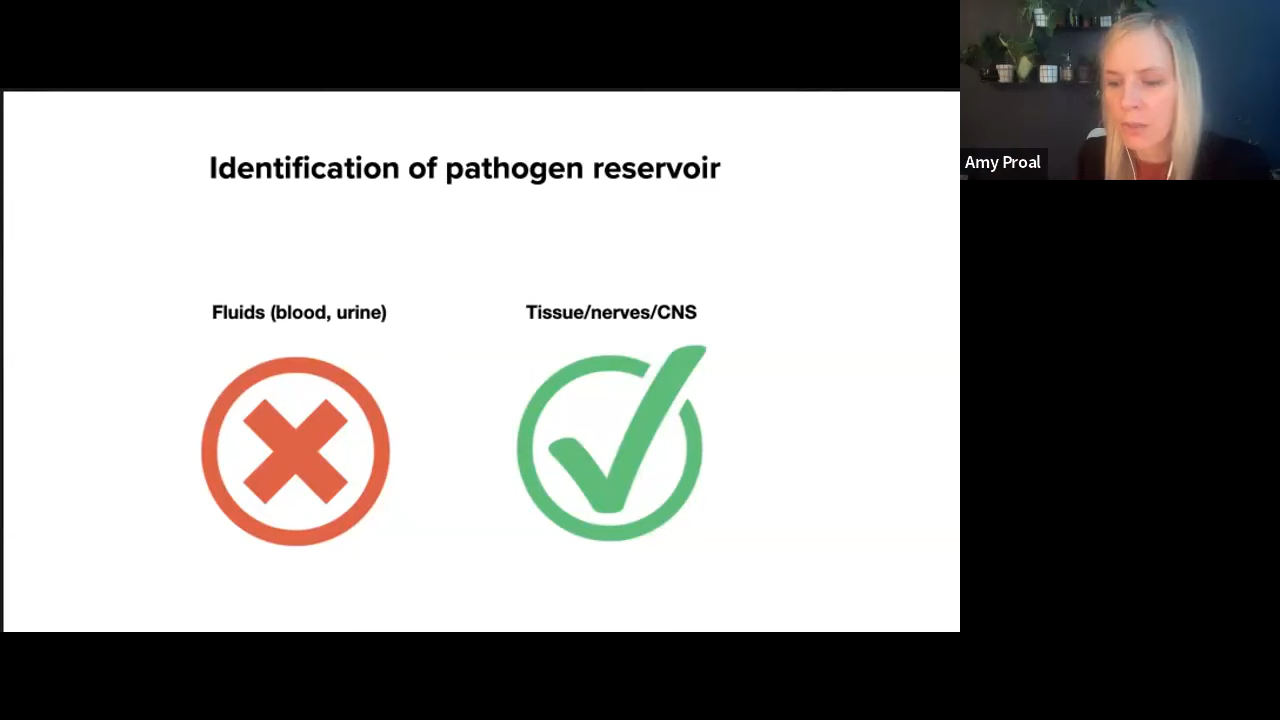 Identification of pathogen reservoir
Fluids (blood, urine)
Tissue/nerves/CNS
Amy Proal